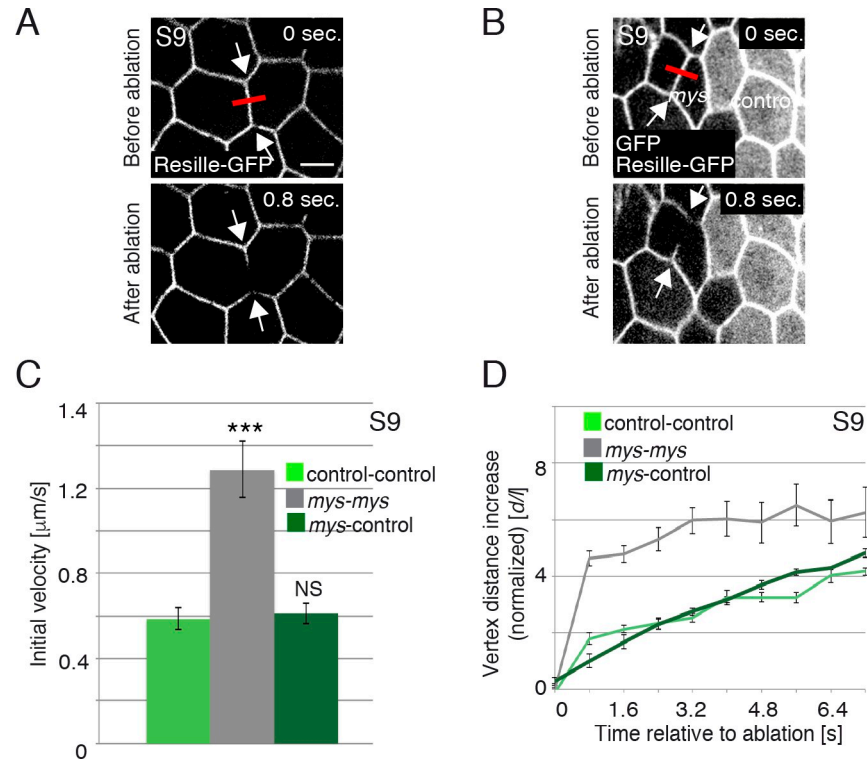 A
Before ablation
S9
0 sec.
Resille-GFP
After ablation
0.8 sec.
B
Before ablation
S9
0 sec.
mys
control
GFP
Resille-GFP
After ablation
0.8 sec.
C
S9
Initial velocity [μm/s]
1.4
1.2
0.8
0.4
0
***
NS
control-control
mys-mys
mys-control
D
S9
control-control
mys-mys
mys-control
Vertex distance increase
(normalized) [d/l]
8
4
0
0 1.6 3.2 4.8 6.4
Time relative to ablation [s]